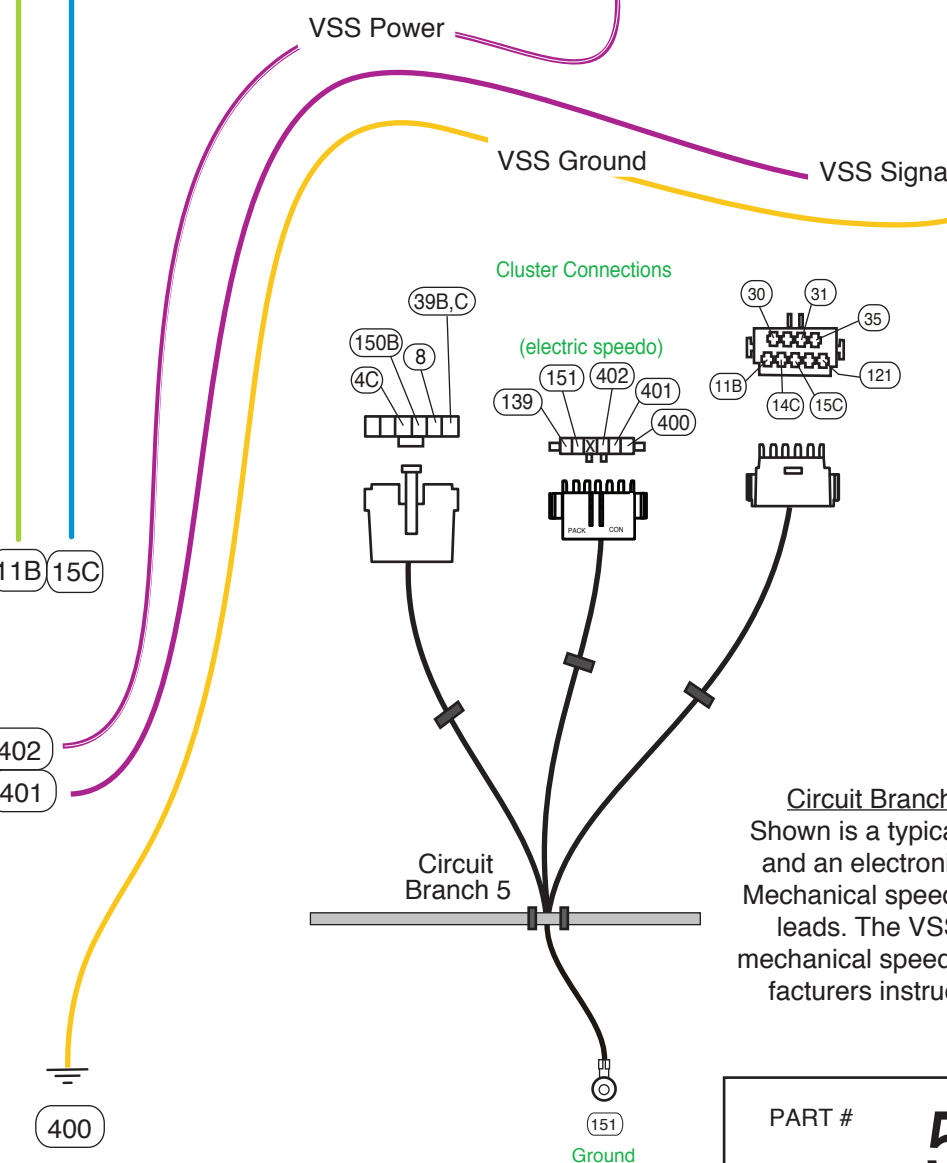 VSS Power
VSS Ground
VSS Signa
Cluster Connections
39B,C
150B
8
4C
(electric speedo)
151
402
401
139
400
30
31
35
11B
14C
15C
121
PACK
CON
11B
15C
402
401
Circuit
Branch 5
Circuit Branch
Shown is a typica
and an electroni
Mechanical speed
leads. The VSS
mechanical speed
facturers instruc
400
151
Ground
PART #
5